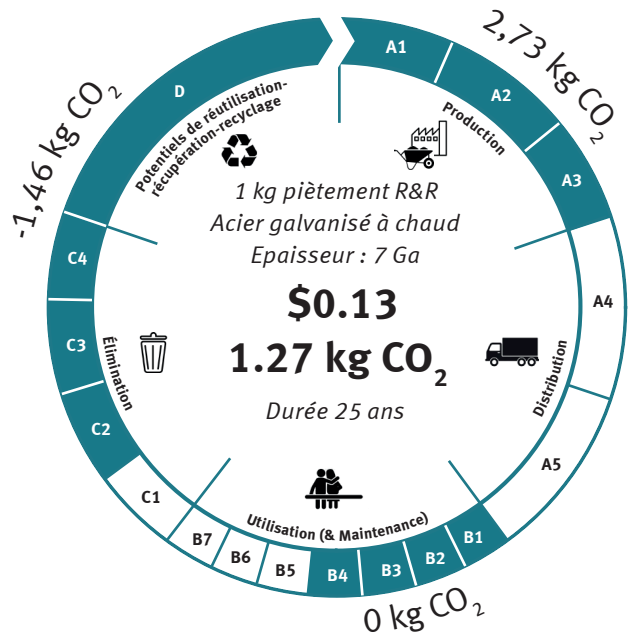 A1
A2
A3
2,73 kg CO2
Production
A4
A5
Distribution
B1
B2
B3
B4
B5
B6
B7
0 kg CO2
Utilisation (& Maintenance)
C1
C2
C3
C4
Élimination
D
-1,46 kg CO2
Potentiels de réutilisation-
récupération-recyclage
1 kg piètement R&R
Acier galvanisé à chaud
Epaisseur : 7 Ga
$0.13
1.27 kg CO2
Durée 25 ans